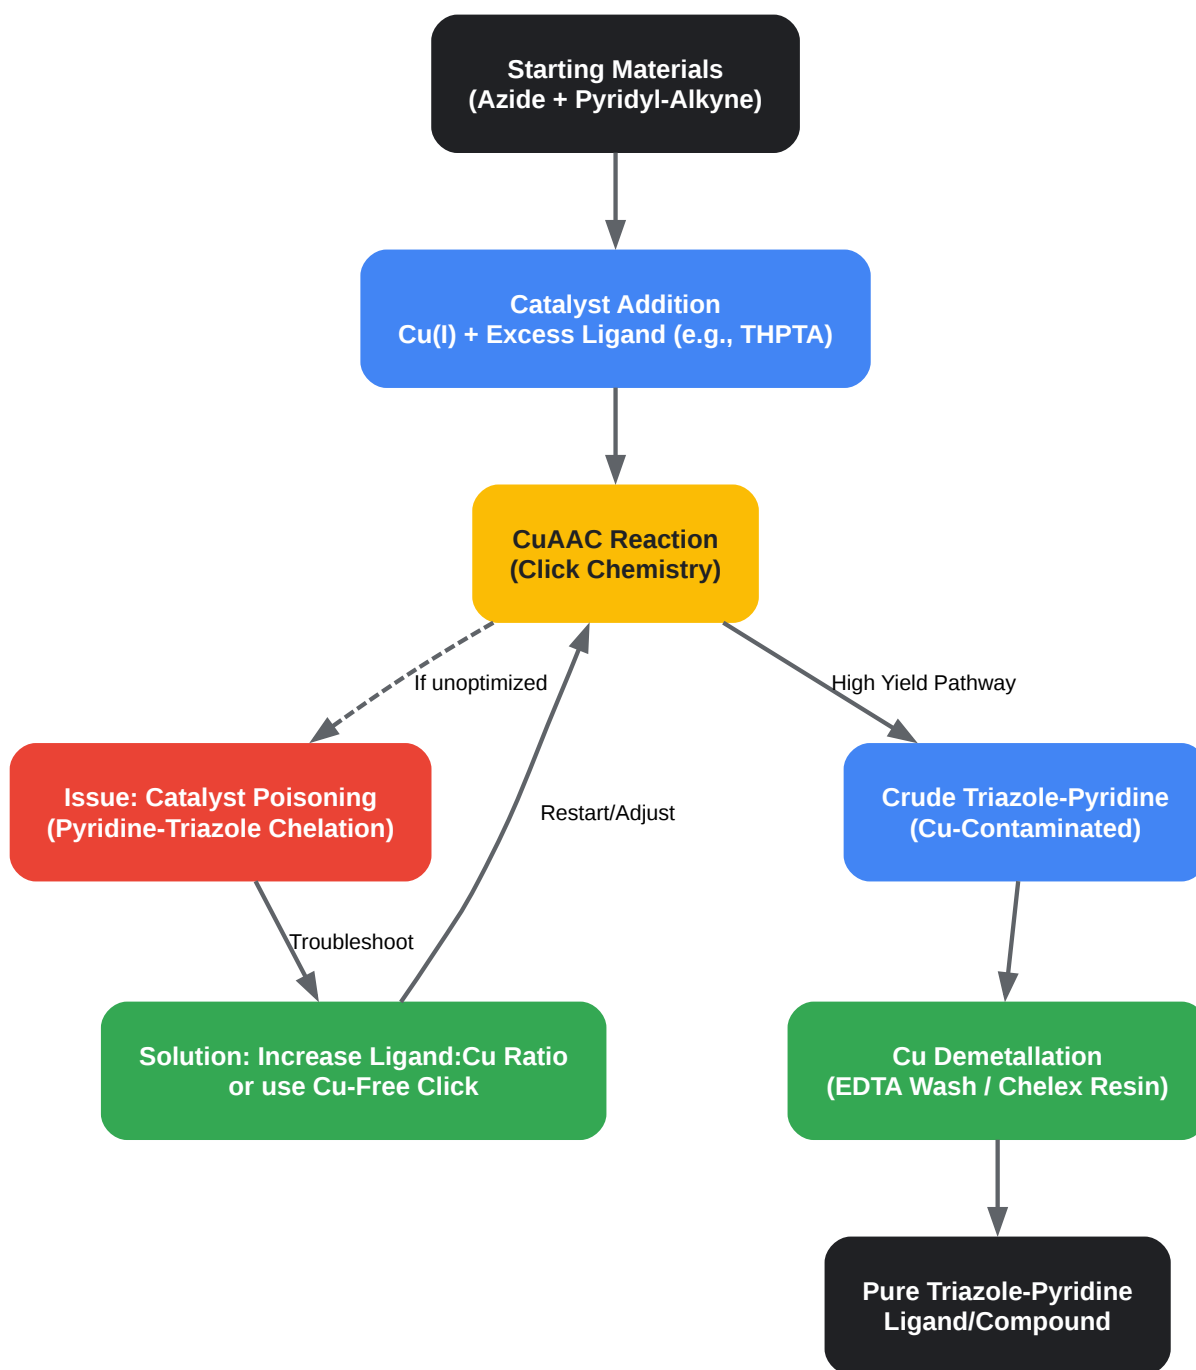 Starting Materials
(Azide + Pyridyl-Alkyne)
Catalyst Addition
Cu(I) + Excess Ligand (e.g., THPTA)
CuAAC Reaction
(Click Chemistry)
If unoptimized
High Yield Pathway
Issue: Catalyst Poisoning
(Pyridine-Triazole Chelation)
Restart/Adjust
Crude Triazole-Pyridine
(Cu-Contaminated)
Troubleshoot
Solution: Increase Ligand:Cu Ratio
or use Cu-Free Click
Cu Demetallation
(EDTA Wash / Chelex Resin)
Pure Triazole-Pyridine
Ligand/Compound